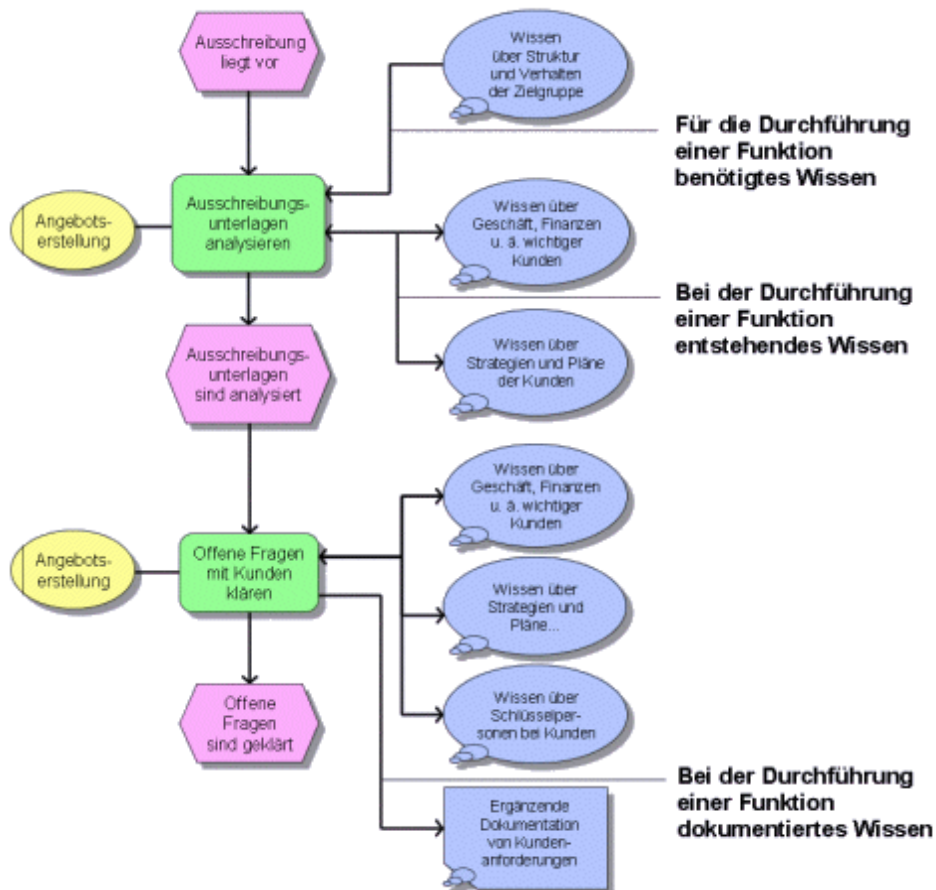 Ausschreibung
liegt vor
Wissen
über Struktur
und Verhalten
der Zielgruppe
Für die Durchführung
einer Funktion
benötigtes Wissen
Angebots-
erstellung
Ausschreibungs-
unterlagen
analysieren
Wissen über
Geschäft, Finanzen
u. ä. wichtiger
Kunden
Bei der Durchführung
einer Funktion
entstehendes Wissen
Ausschreibungs-
unterlagen
sind analysiert
Wissen über
Strategien und Pläne
der Kunden
Wissen über
Geschäft, Finanzen
u. ä. wichtiger
Kunden
Angebots-
erstellung
Offene Fragen
mit Kunden
klären
Wissen über
Strategien und
Pläne...
Offene
Fragen
sind geklärt
Wissen über
Schlüsselper-
sonen bei Kunden
Bei der Durchführung
einer Funktion
dokumentiertes Wissen
Ergänzende
Dokumentation
von Kunden-
anforderungen